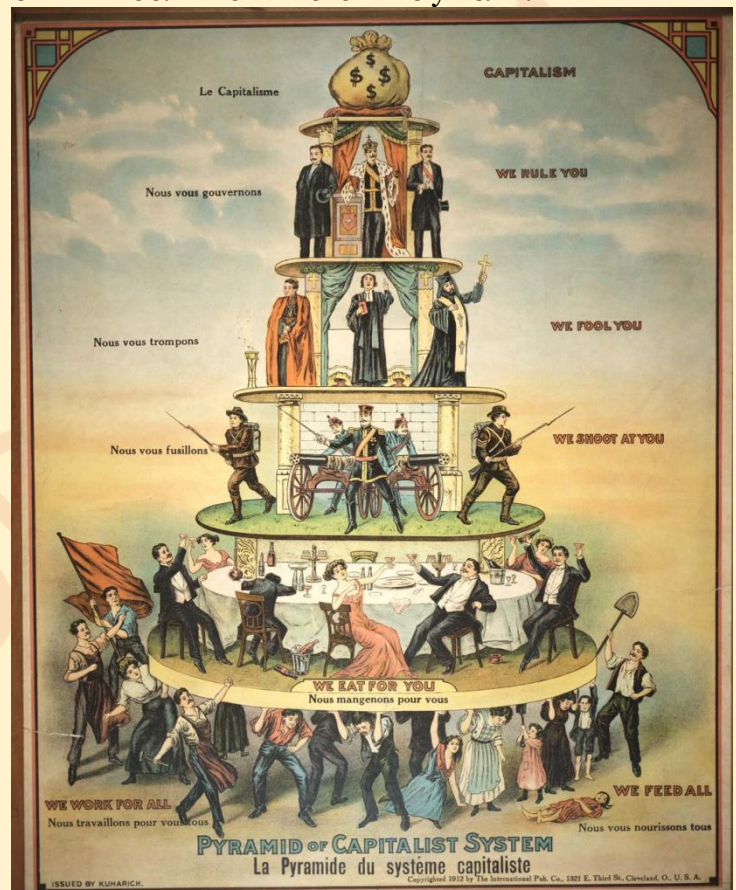 Le Capitalisme
CAPITALISM
Nous vous gouvernons
WE RULE YOU
Nous vous trompons
WE FOOL YOU
Nous vous fusillons
WE SHOOT AT YOU
WE EAT FOR YOU
Nous mangenons pour vous
WE WORK FOR ALL
Nous travaillons pour vous tous
WE FEED ALL
Nous vous nourissons tous
PYRAMID OF CAPITALIST SYSTEM
La Pyramide du système capitaliste
ISSUED BY KUHARICH.
Copyrighted 1912 by The International Pub. Co., 1321 E. Third St., Cleveland, O., U. S. A.